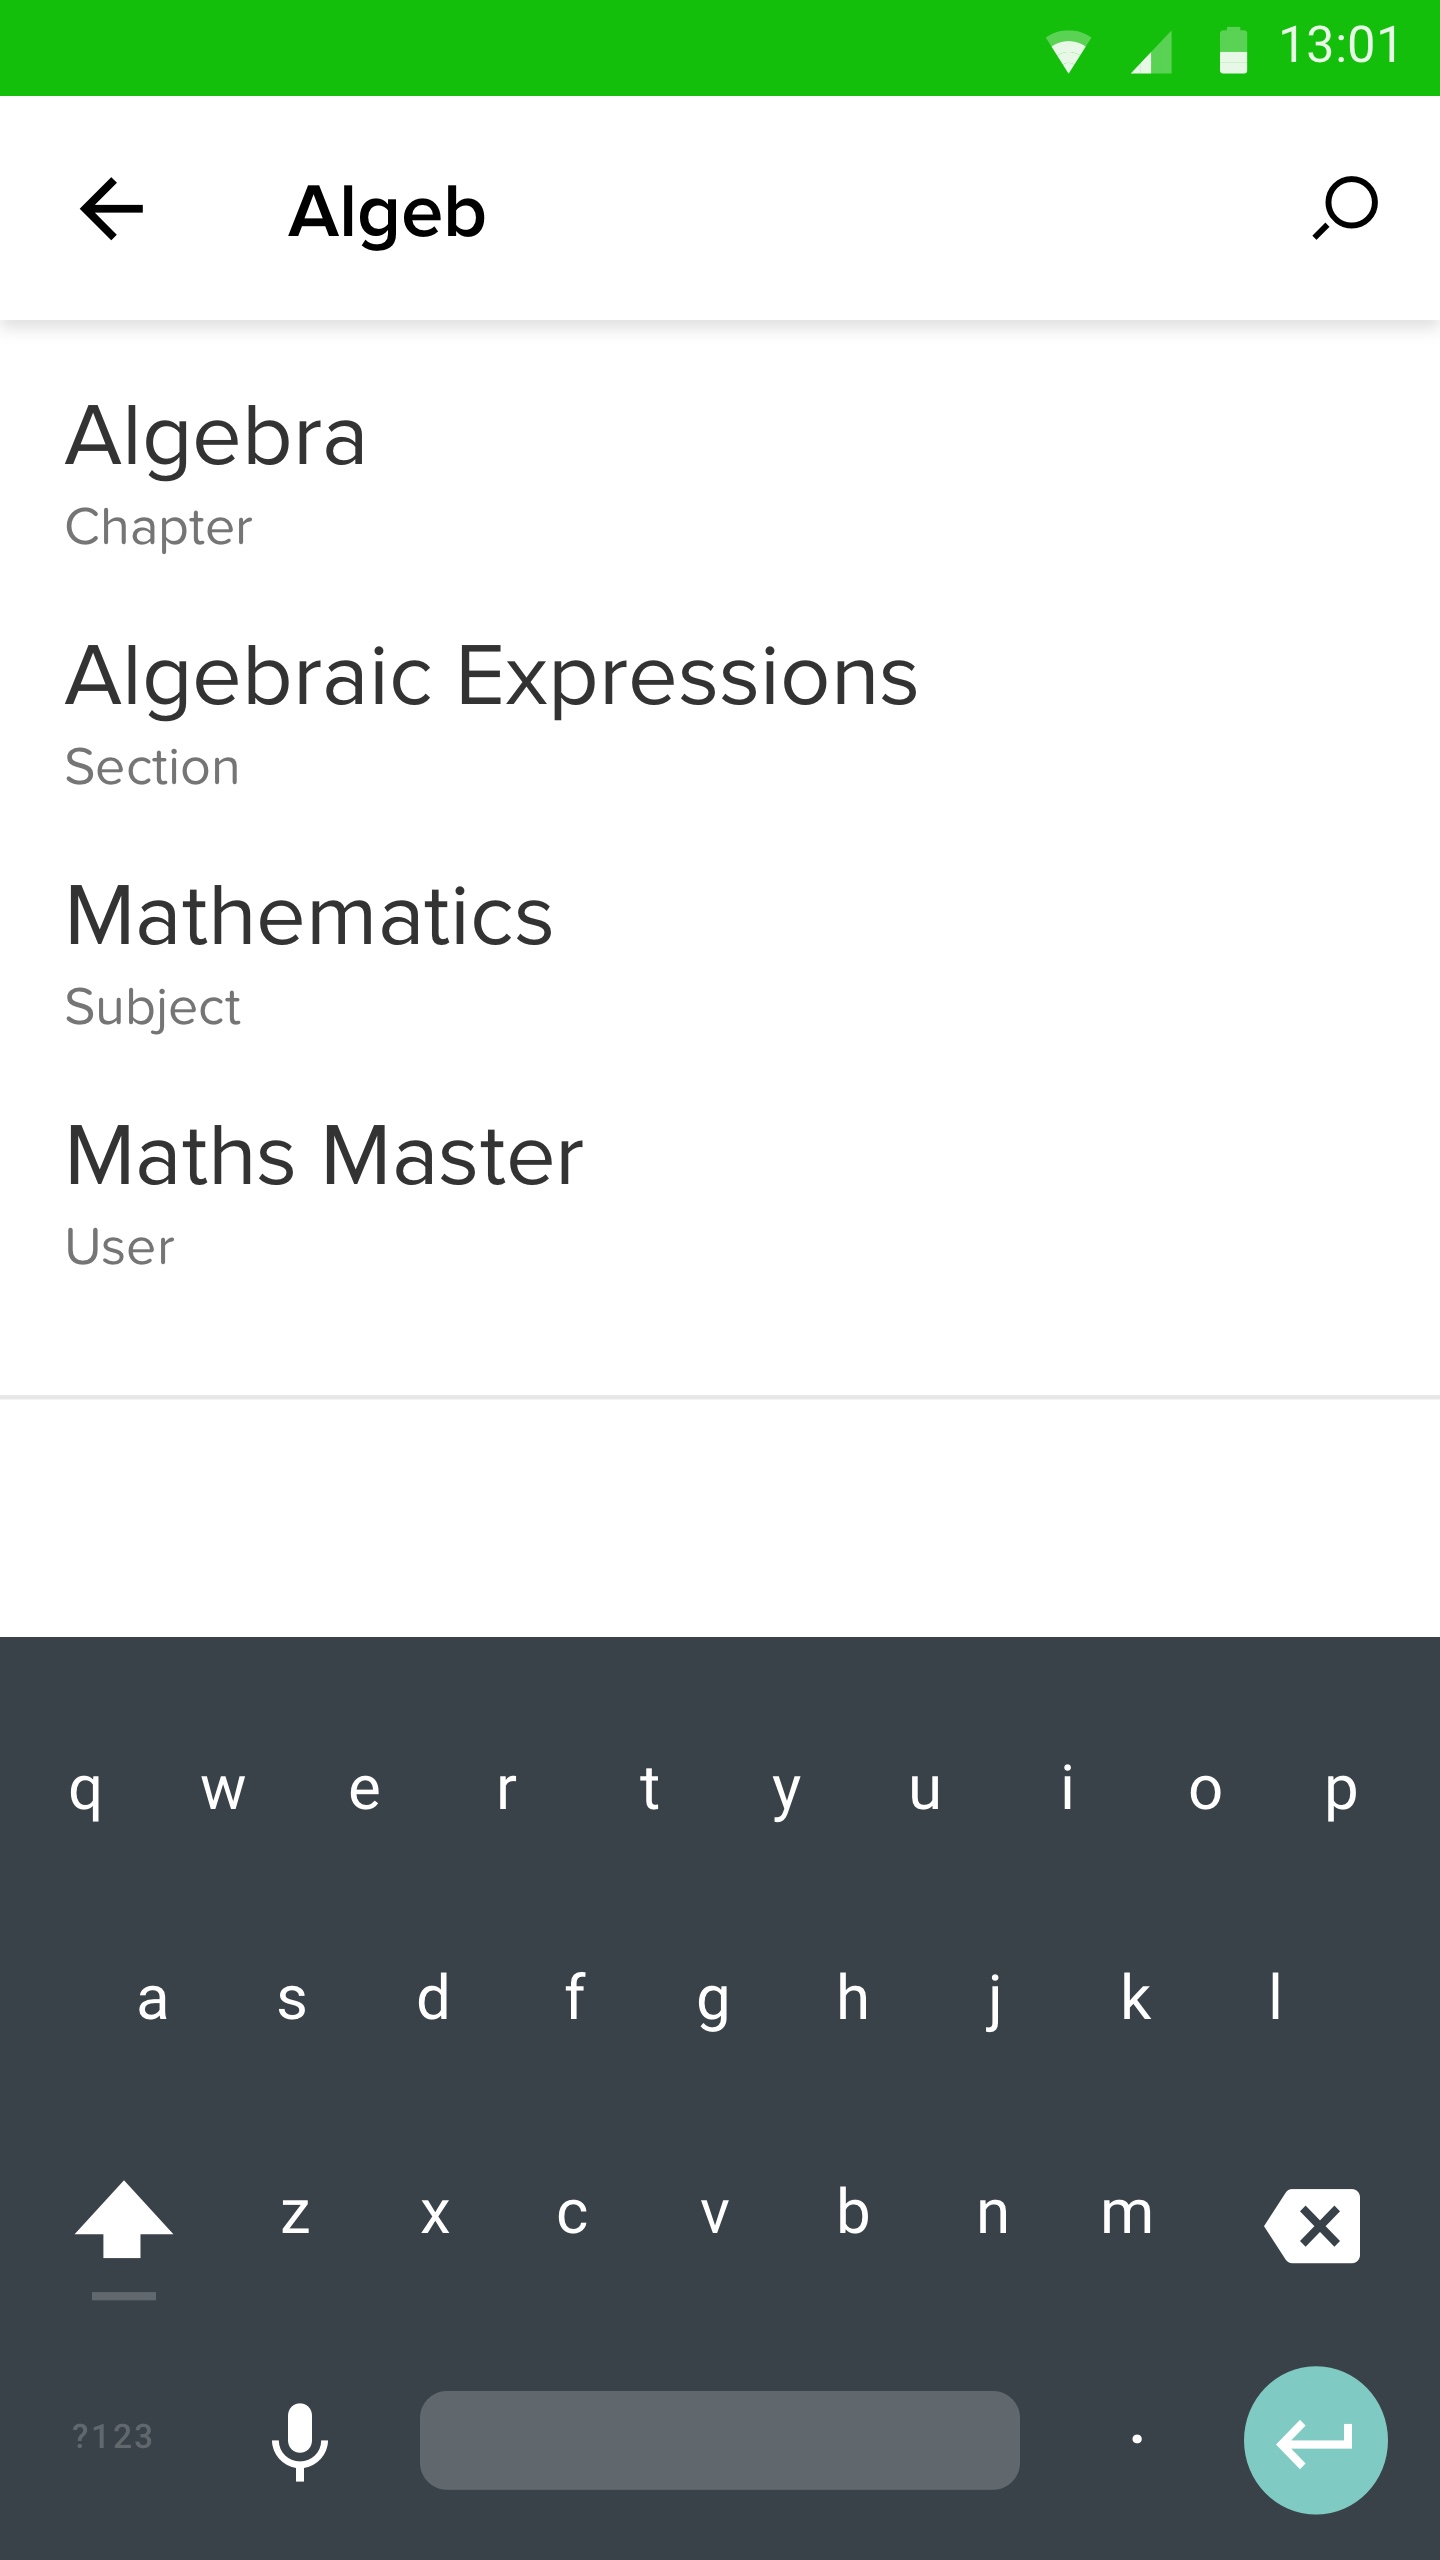 13:01
Algeb
Algebra
Chapter
Algebraic Expressions
Section
Mathematics
Subject
Maths Master
User
q w e r t y u i o p
a s d f g h j k l
z x c v b n m
?123 .